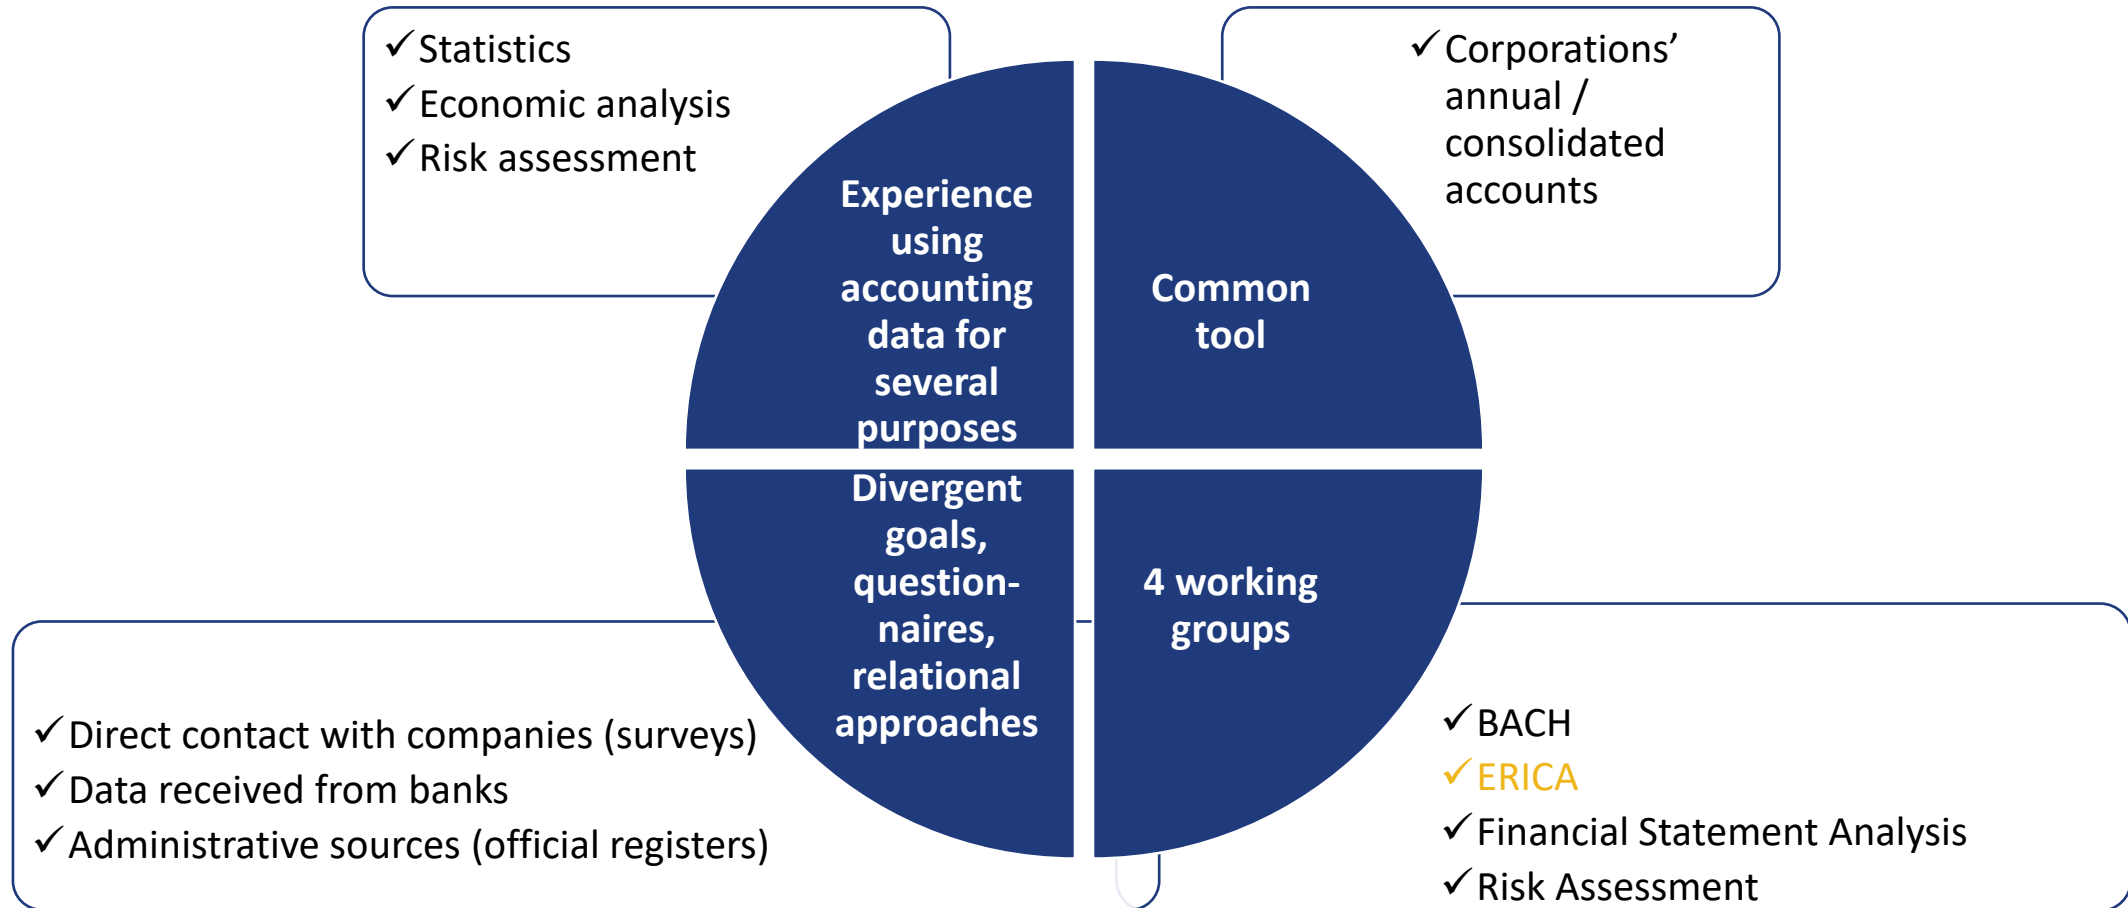 ✓Statistics
✓Economic analysis
✓Risk assessment
✓Corporations’
annual /
consolidated
accounts
Experience
using
accounting
data for
several
purposes
Common
tool
Divergent
goals,
question-
naires,
relational
approaches
4 working
groups
✓Direct contact with companies (surveys)
✓Data received from banks
✓Administrative sources (official registers)
✓BACH
✓ERICA
✓Financial Statement Analysis
✓Risk Assessment